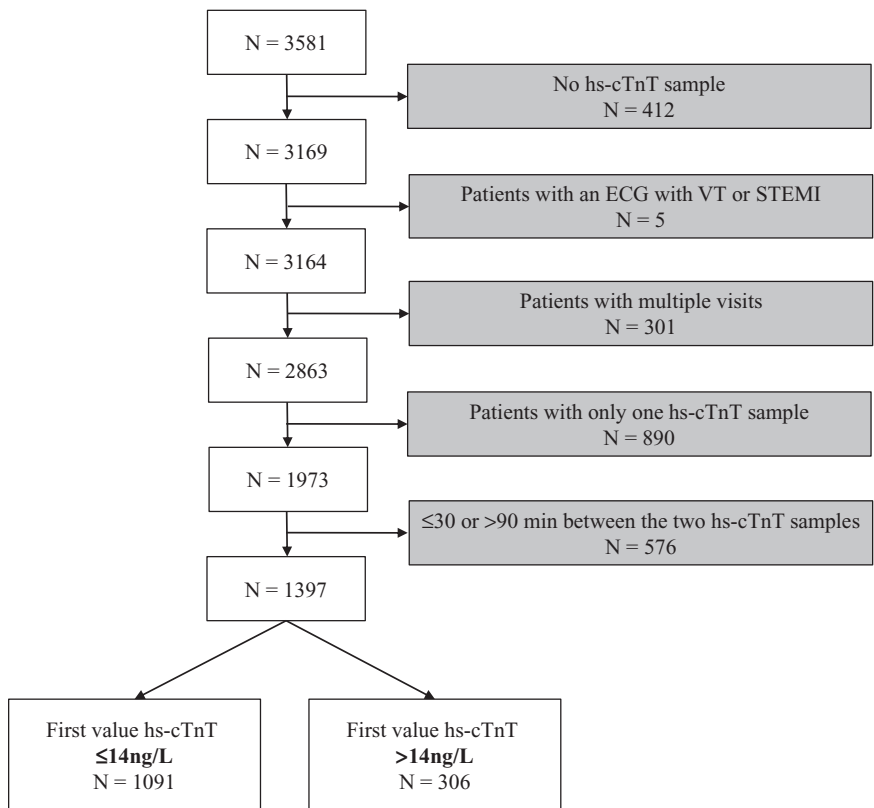 N = 3581
No hs-cTnT sample
N = 412
N = 3169
Patients with an ECG with VT or STEMI
N = 5
N = 3164
Patients with multiple visits
N = 301
N = 2863
Patients with only one hs-cTnT sample
N = 890
N = 1973
≤30 or >90 min between the two hs-cTnT samples
N = 576
N = 1397
First value hs-cTnT
≤14ng/L
N = 1091
First value hs-cTnT
>14ng/L
N = 306